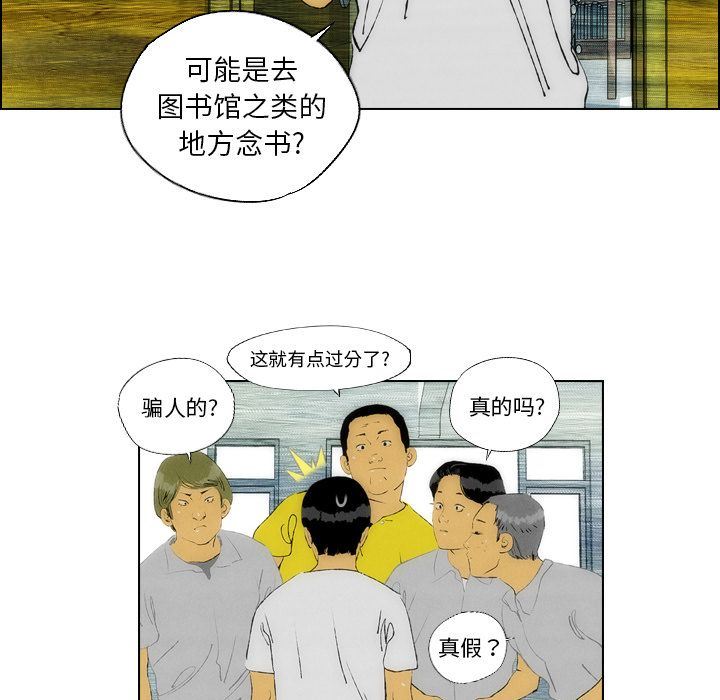 可能是去
图书馆之类的
地方念书?
这就有点过分了?
骗人的?
真的吗?
真假？